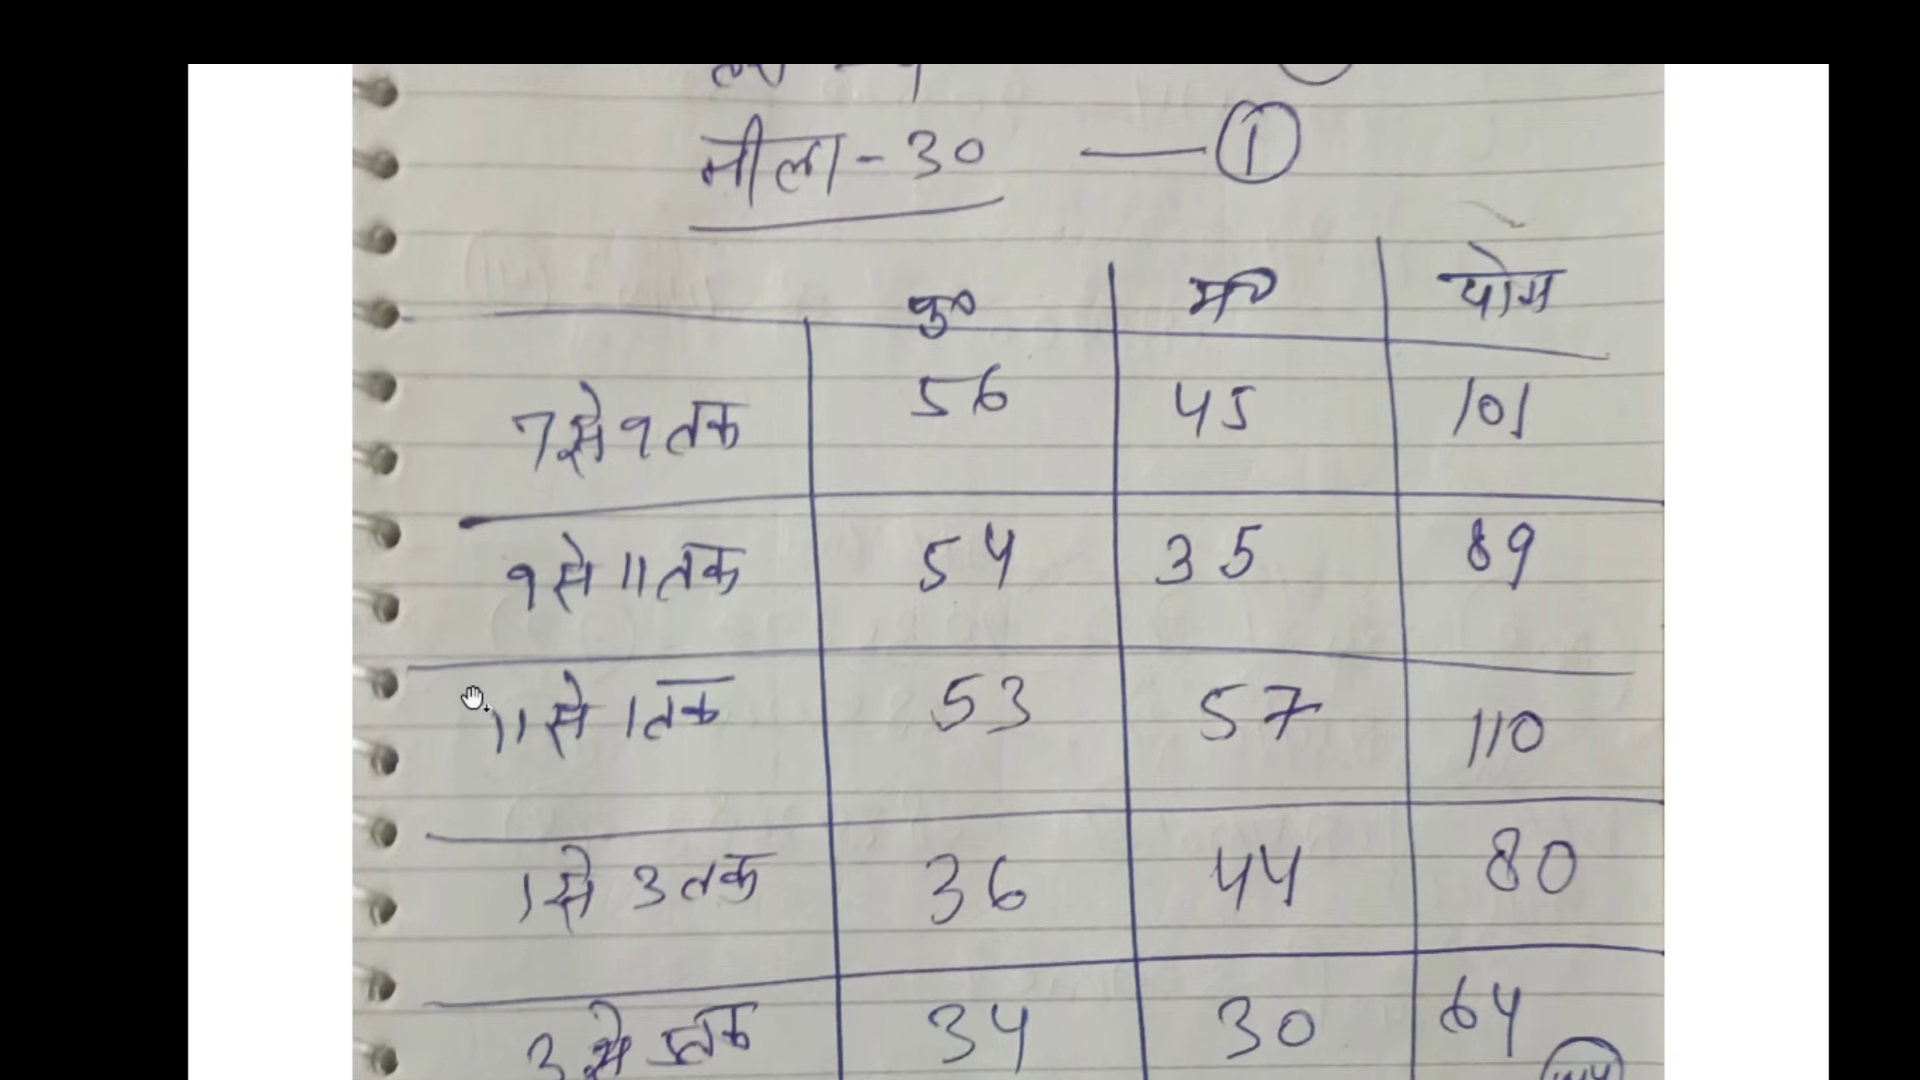 नीला - 30 — 1
पु० म० योग
7 से 9 तक 56 45 101
9 से 11 तक 54 35 89
11 से 1 तक 53 57 110
1 से 3 तक 36 44 80
3 से 5 तक 34 30 64